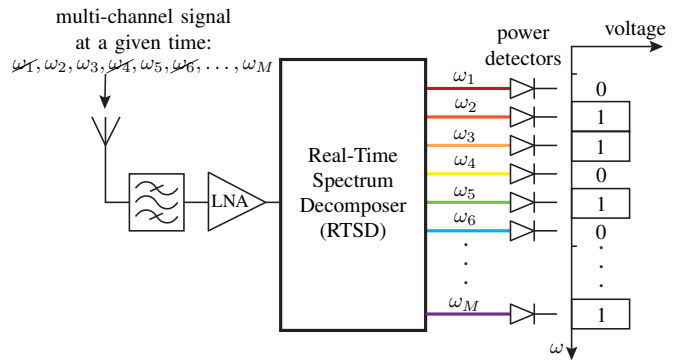 multi-channel signal
at a given time:
ω1, ω2, ω3, ω4, ω5, ω6, . . . , ωM
power
detectors
voltage
LNA
Real-Time
Spectrum
Decomposer
(RTSD)
ω1
0
ω2
1
ω3
1
ω4
0
ω5
1
ω6
0
ωM
1
ω